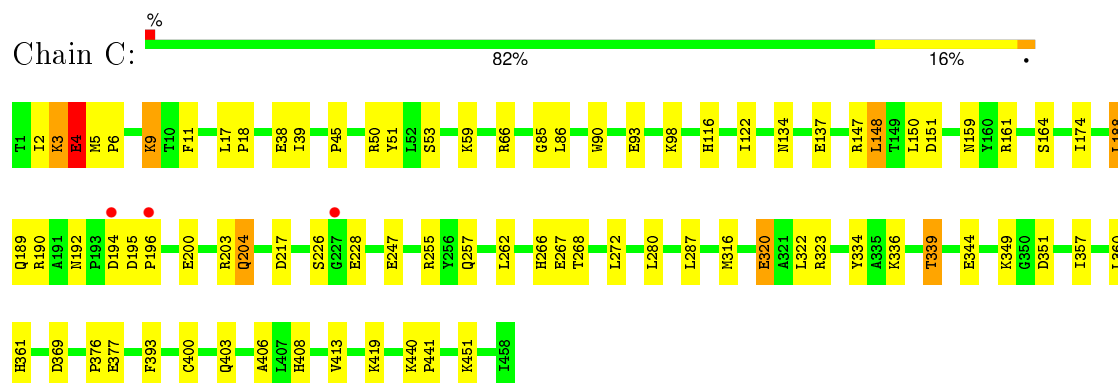 %
Chain C:
82%
16%
•
T1 I2 K3 E4 M5 P6 K9 T10 F11 L17 P18 E38 I39 P45 R50 Y51 L52 S53 K59 R66 G85 L86 W90 E93 K98 H116 I122 N134 E137 R147 L148 T149 L150 D151 N159 Y160 R161 S164 I174
Q189 R190 A191 N192 P193 D194 D195 P196 E200 R203 Q204 D217 S226 G227 E228 E247 R255 Y256 Q257 L262 H266 E267 T268 L272 L280 L287 M316 E320 A321 L322 R323 Y334 A335 K336 T339 E344 K349 G350 D351 I357
H361 D369 P376 E377 F393 C400 Q403 A406 L407 H408 V413 K419 K440 P441 K451 I458